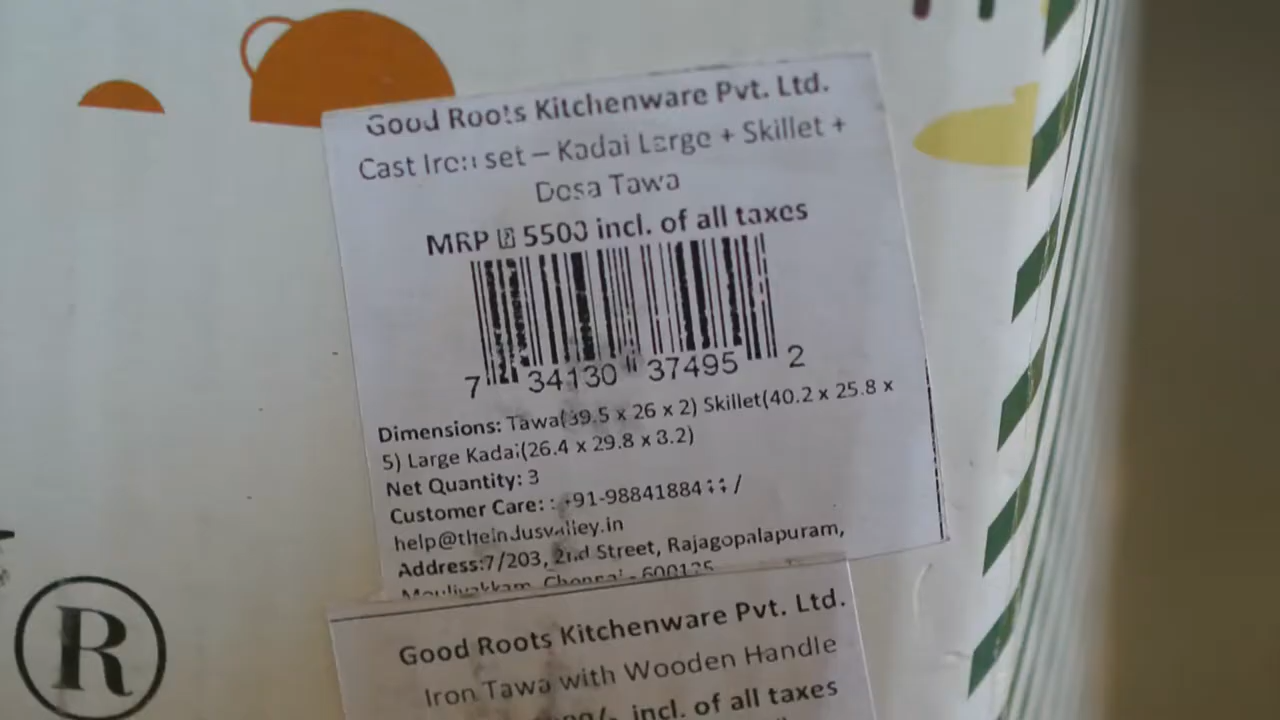 Good Roots Kitchenware Pvt. Ltd.
Cast Iron set – Kadai Large + Skillet +
Dosa Tawa
MRP 5500 incl. of all taxes
7 34130 37495 2
Dimensions: Tawa(39.5 x 26 x 2) Skillet(40.2 x 25.8 x
5) Large Kadai(26.4 x 29.8 x 3.2)
Net Quantity: 3
Customer Care: : +91-98841884 /
help@theindusvalley.in
Address:7/203, 2nd Street, Rajagopalapuram,
Moulivakkam, Chennai - 600125
®
Good Roots Kitchenware Pvt. Ltd.
Iron Tawa with Wooden Handle
incl. of all taxes